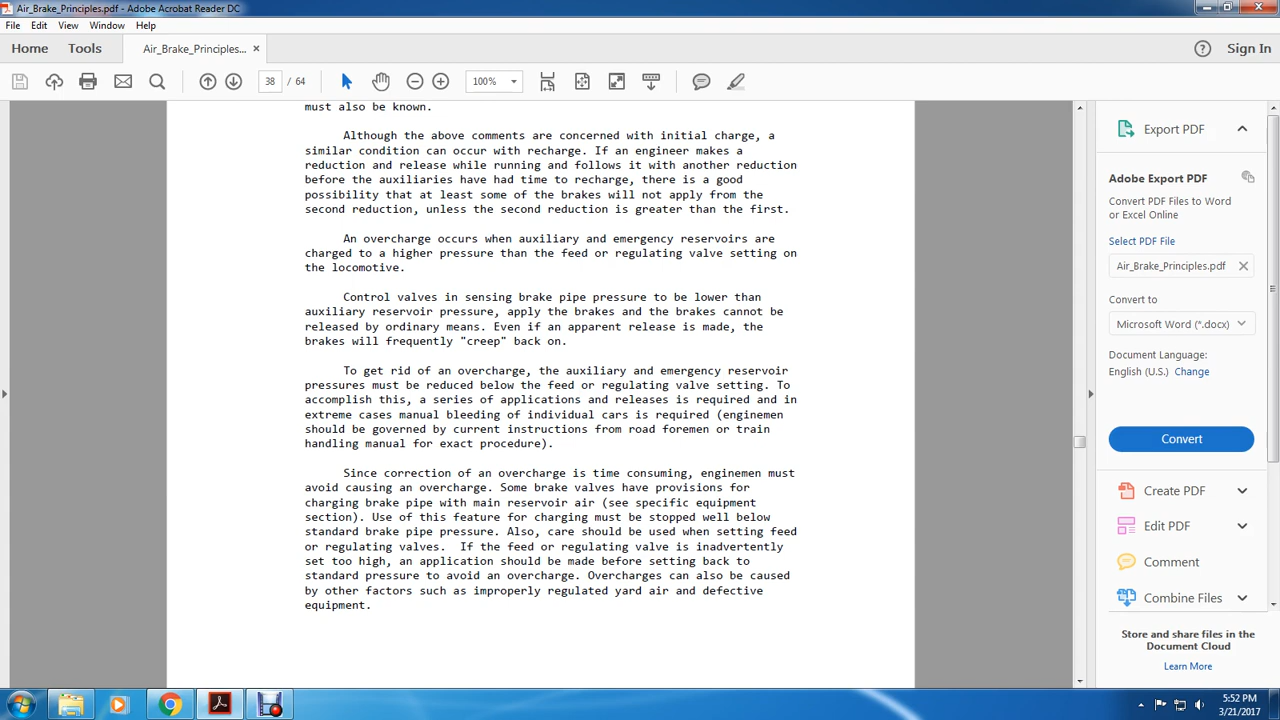 Air_Brake_Principles.pdf - Adobe Acrobat Reader DC
File Edit View Window Help
Home Tools Air_Brake_Principles... × Sign In
38 / 64 100%
must also be known.
Although the above comments are concerned with initial charge, a
similar condition can occur with recharge. If an engineer makes a
reduction and release while running and follows it with another reduction
before the auxiliaries have had time to recharge, there is a good
possibility that at least some of the brakes will not apply from the
second reduction, unless the second reduction is greater than the first.
An overcharge occurs when auxiliary and emergency reservoirs are
charged to a higher pressure than the feed or regulating valve setting on
the locomotive.
Control valves in sensing brake pipe pressure to be lower than
auxiliary reservoir pressure, apply the brakes and the brakes cannot be
released by ordinary means. Even if an apparent release is made, the
brakes will frequently "creep" back on.
To get rid of an overcharge, the auxiliary and emergency reservoir
pressures must be reduced below the feed or regulating valve setting. To
accomplish this, a series of applications and releases is required and in
extreme cases manual bleeding of individual cars is required (enginemen
should be governed by current instructions from road foremen or train
handling manual for exact procedure).
Since correction of an overcharge is time consuming, enginemen must
avoid causing an overcharge. Some brake valves have provisions for
charging brake pipe with main reservoir air (see specific equipment
section). Use of this feature for charging must be stopped well below
standard brake pipe pressure. Also, care should be used when setting feed
or regulating valves. If the feed or regulating valve is inadvertently
set too high, an application should be made before setting back to
standard pressure to avoid an overcharge. Overcharges can also be caused
by other factors such as improperly regulated yard air and defective
equipment.
Export PDF
Adobe Export PDF
Convert PDF Files to Word
or Excel Online
Select PDF File
Air_Brake_Principles.pdf
Convert to
Microsoft Word (*.docx)
Document Language:
English (U.S.) Change
Convert
Create PDF
Edit PDF
Comment
Combine Files
Store and share files in the
Document Cloud
Learn More
5:52 PM
3/21/2017